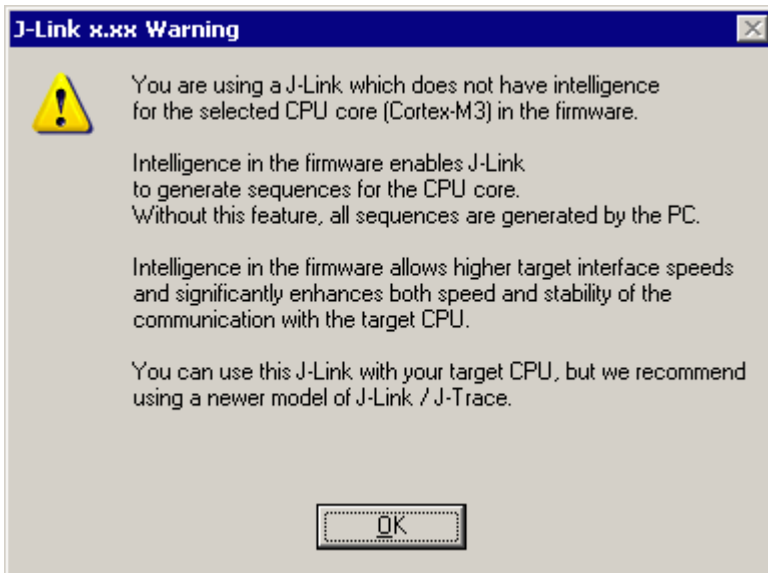 J-Link x.xx Warning
You are using a J-Link which does not have intelligence
for the selected CPU core (Cortex-M3) in the firmware.
Intelligence in the firmware enables J-Link
to generate sequences for the CPU core.
Without this feature, all sequences are generated by the PC.
Intelligence in the firmware allows higher target interface speeds
and significantly enhances both speed and stability of the
communication with the target CPU.
You can use this J-Link with your target CPU, but we recommend
using a newer model of J-Link / J-Trace.
OK